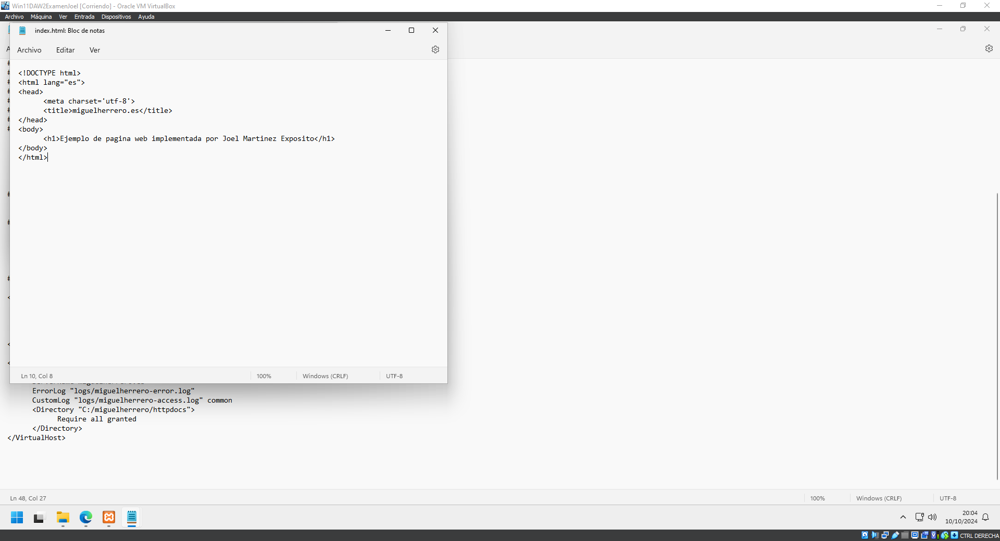 Win11DAW2ExamenJoel [Corriendo] - Oracle VM VirtualBox
Archivo Máquina Ver Entrada Dispositivos Ayuda
index.html: Bloc de notas
Archivo Editar Ver
<!DOCTYPE html>
<html lang="es">
<head>
<meta charset='utf-8'>
<title>miguelherrero.es</title>
</head>
<body>
<h1>Ejemplo de pagina web implementada por Joel Martinez Exposito</h1>
</body>
</html>
Ln 10, Col 8 100% Windows (CRLF) UTF-8
ErrorLog "logs/miguelherrero-error.log"
CustomLog "logs/miguelherrero-access.log" common
<Directory "C:/miguelherrero/httpdocs">
Require all granted
</Directory>
</VirtualHost>
Ln 48, Col 27 100% Windows (CRLF) UTF-8
20:04
10/10/2024
CTRL DERECHA